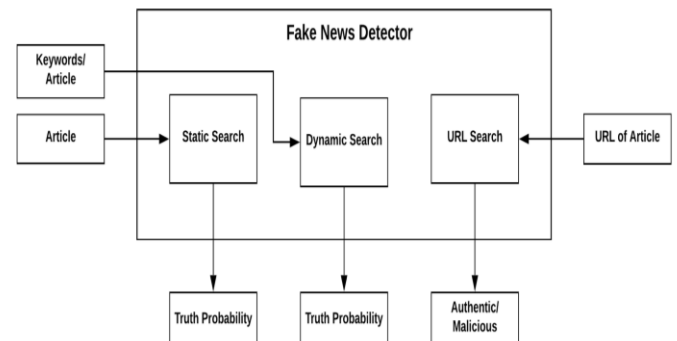 Fake News Detector
Keywords/
Article
Article
Static Search
Dynamic Search
URL Search
URL of Article
Truth Probability
Truth Probability
Authentic/
Malicious